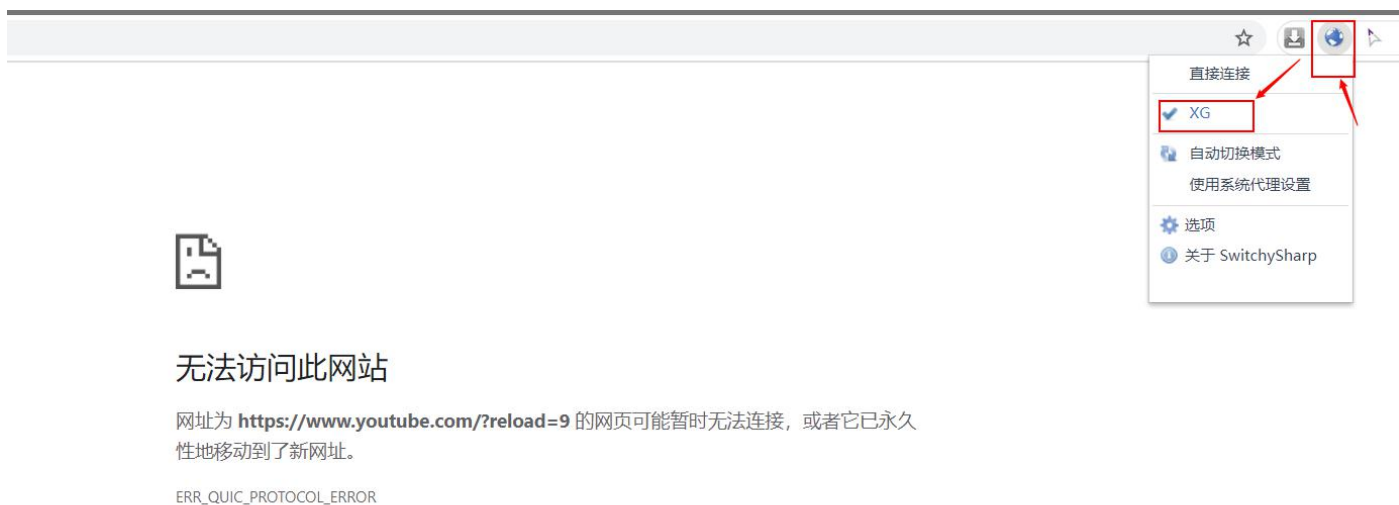 直接连接
XG
自动切换模式
使用系统代理设置
选项
关于 SwitchySharp
无法访问此网站
网址为 https://www.youtube.com/?reload=9 的网页可能暂时无法连接，或者它已永久
性地移动到了新网址。
ERR_QUIC_PROTOCOL_ERROR